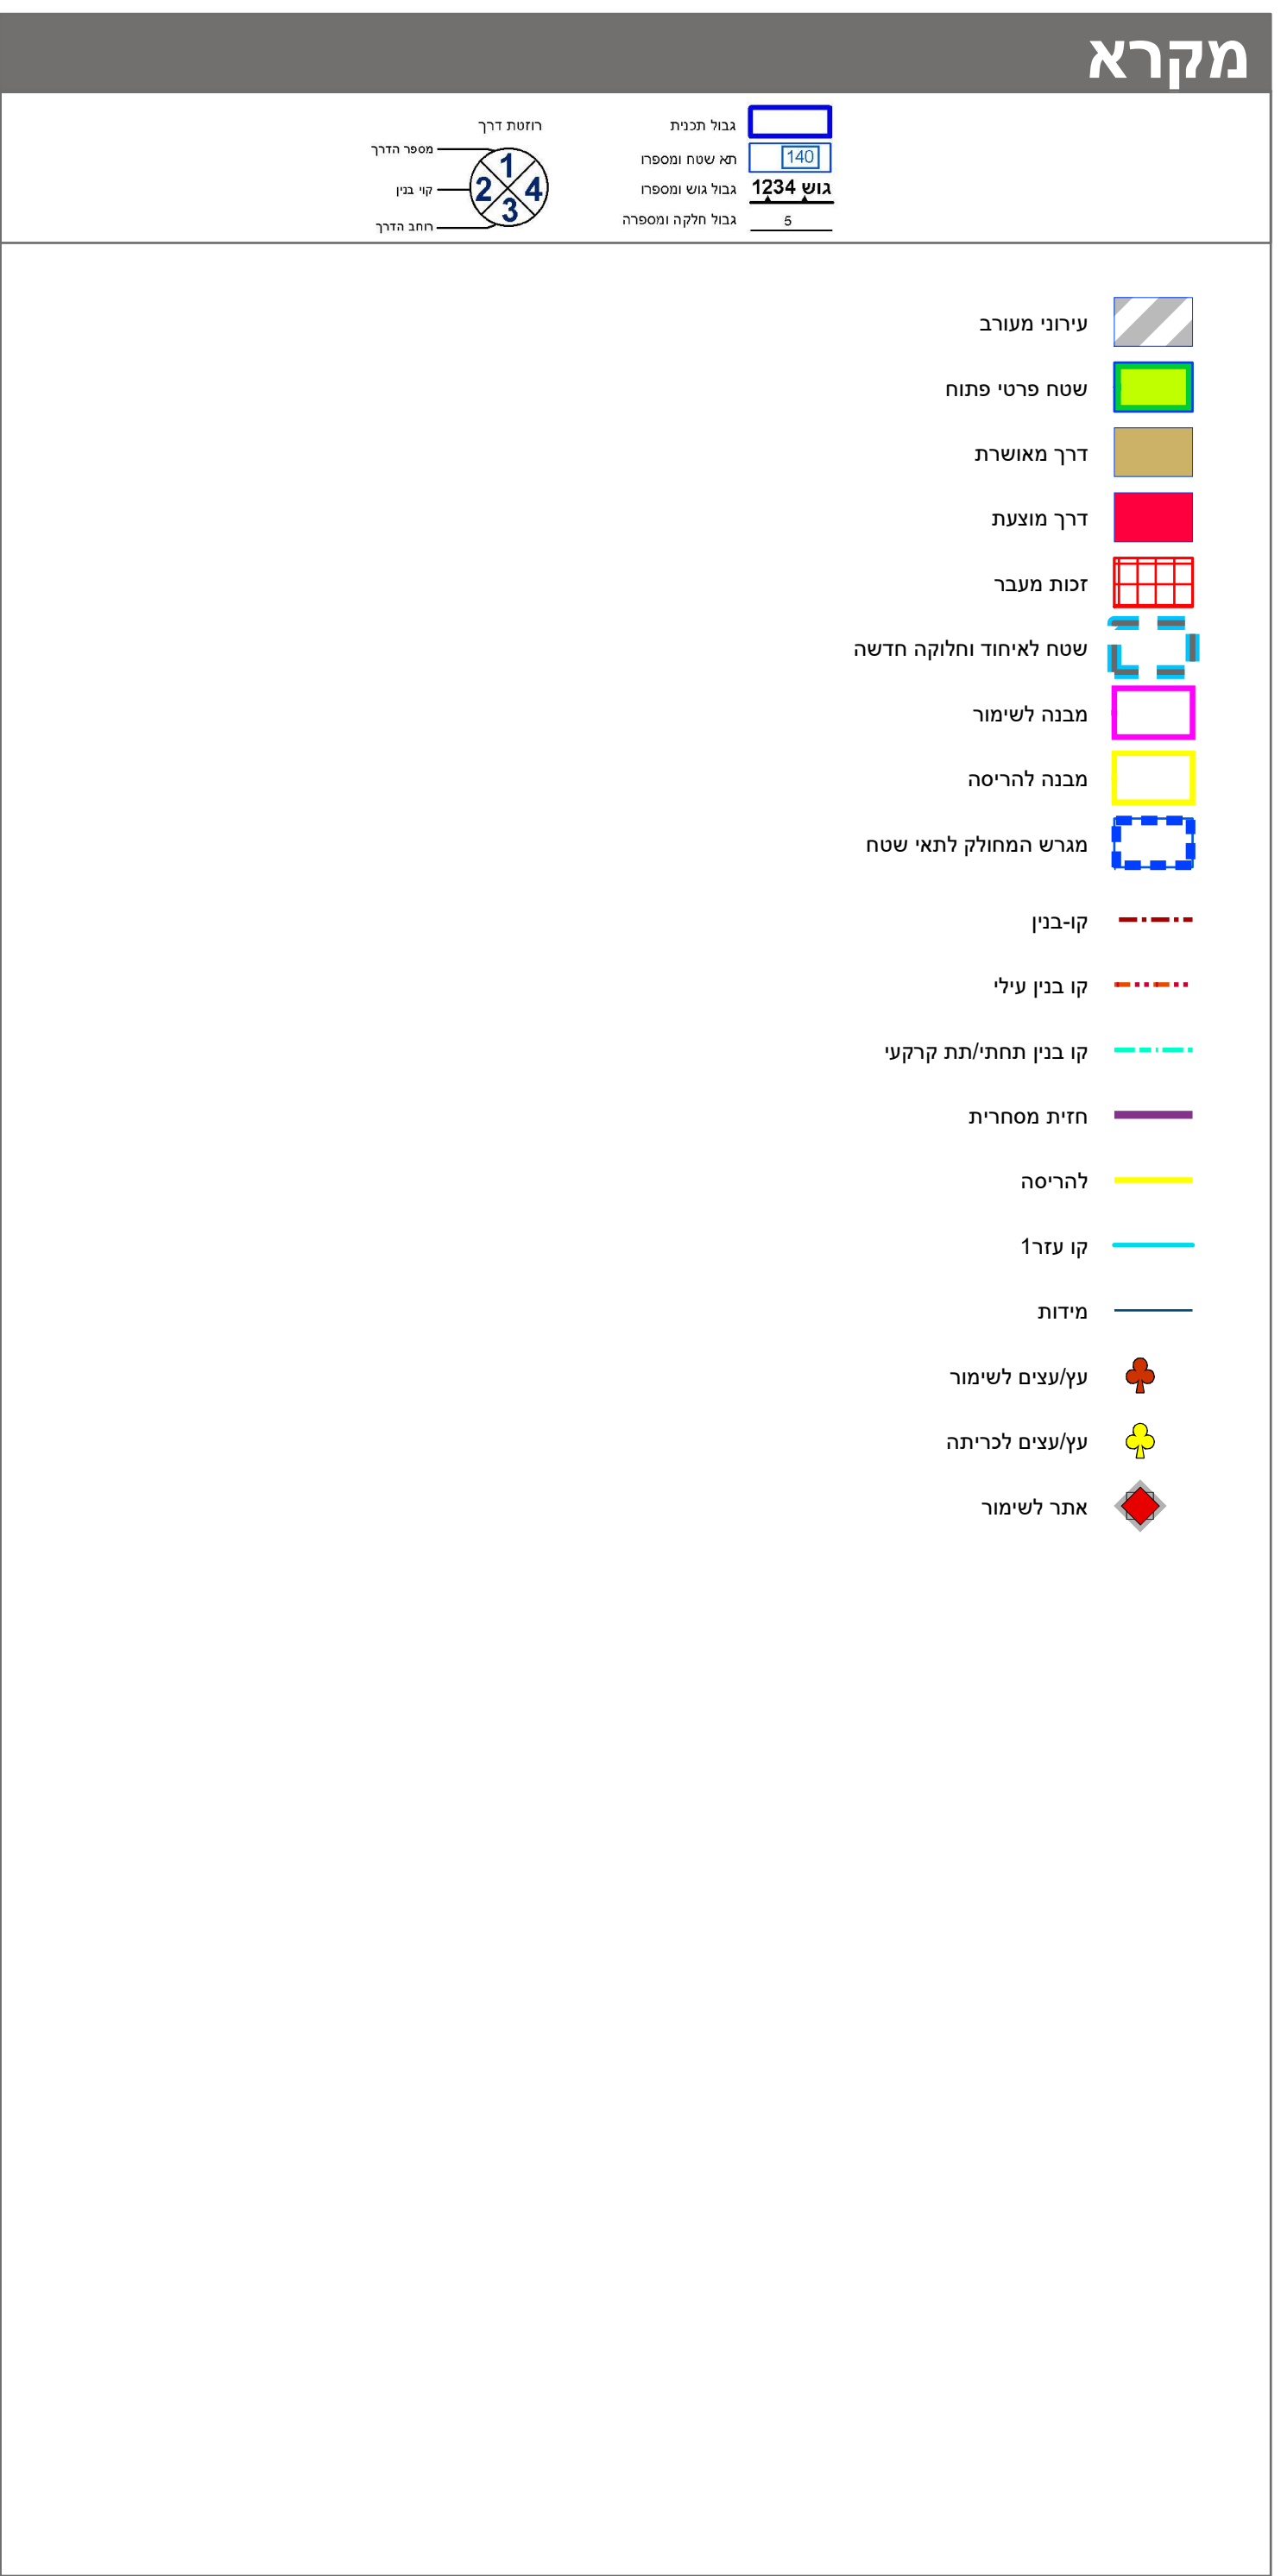 מקרא
גבול תכנית
140 תא שטח ומספרו
גוש 1234 גבול גוש ומספרו
5 גבול חלקה ומספרה
רוזטת דרך
מספר הדרך
קוי בנין
רוחב הדרך
1
2 4
3
עירוני מעורב
שטח פרטי פתוח
דרך מאושרת
דרך מוצעת
זכות מעבר
שטח לאיחוד וחלוקה חדשה
מבנה לשימור
מבנה להריסה
מגרש המחולק לתאי שטח
קו-בנין
קו בנין עילי
קו בנין תחתי/תת קרקעי
חזית מסחרית
להריסה
קו עזר1
מידות
עץ/עצים לשימור
עץ/עצים לכריתה
אתר לשימור